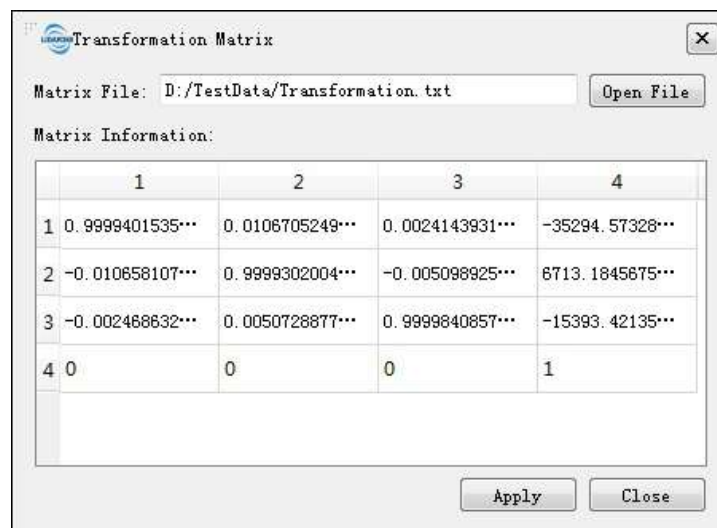 Transformation Matrix
Matrix File: D:/TestData/Transformation.txt Open File
Matrix Information:
1 2 3 4
1 0.9999401535··· 0.0106705249··· 0.0024143931··· -35294.57328···
2 -0.010658107··· 0.9999302004··· -0.005098925··· 6713.1845675···
3 -0.002468632··· 0.0050728877··· 0.9999840857··· -15393.42135···
4 0 0 0 1
Apply Close